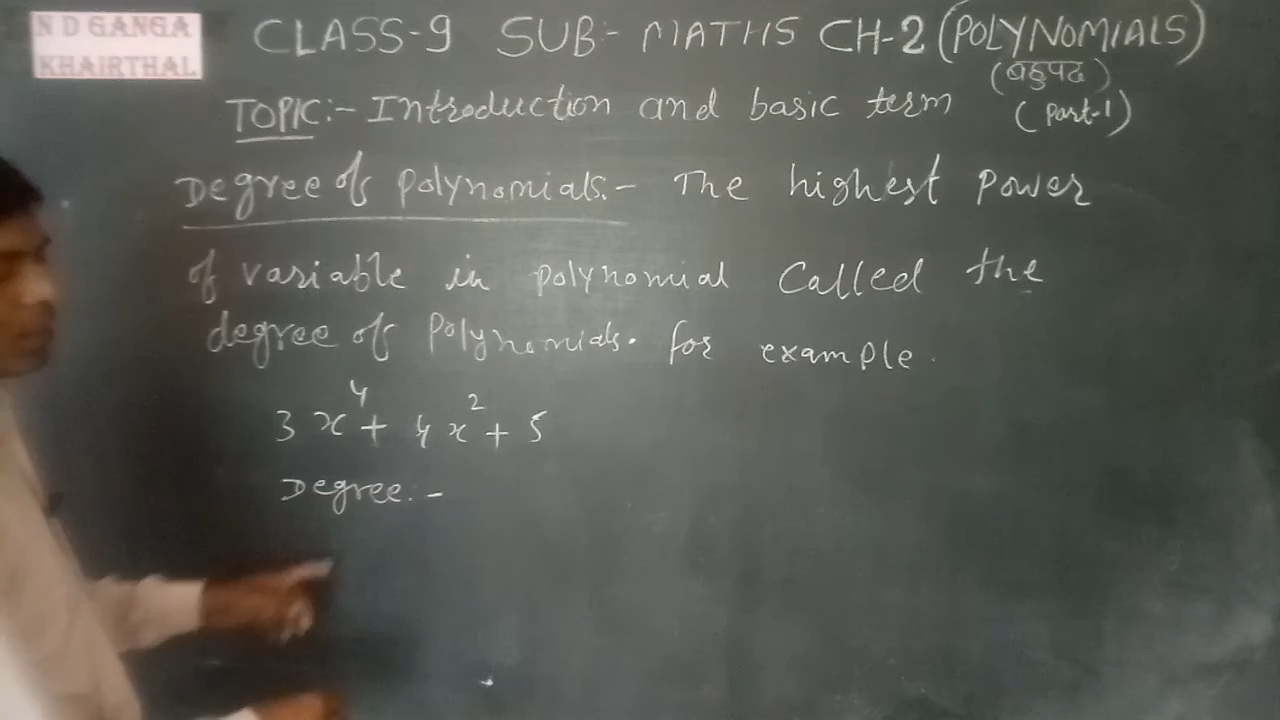 N D GANGA
KHAIRTHAL
CLASS-9 SUB:- MATHS CH-2 (POLYNOMIALS)
(बहुपद)
TOPIC:- Introduction and basic term (Part-1)
Degree of polynomials:- The highest power
of variable in polynomial called the
degree of polynomials. for example.
3x⁴ + 4x² + 5
Degree:-